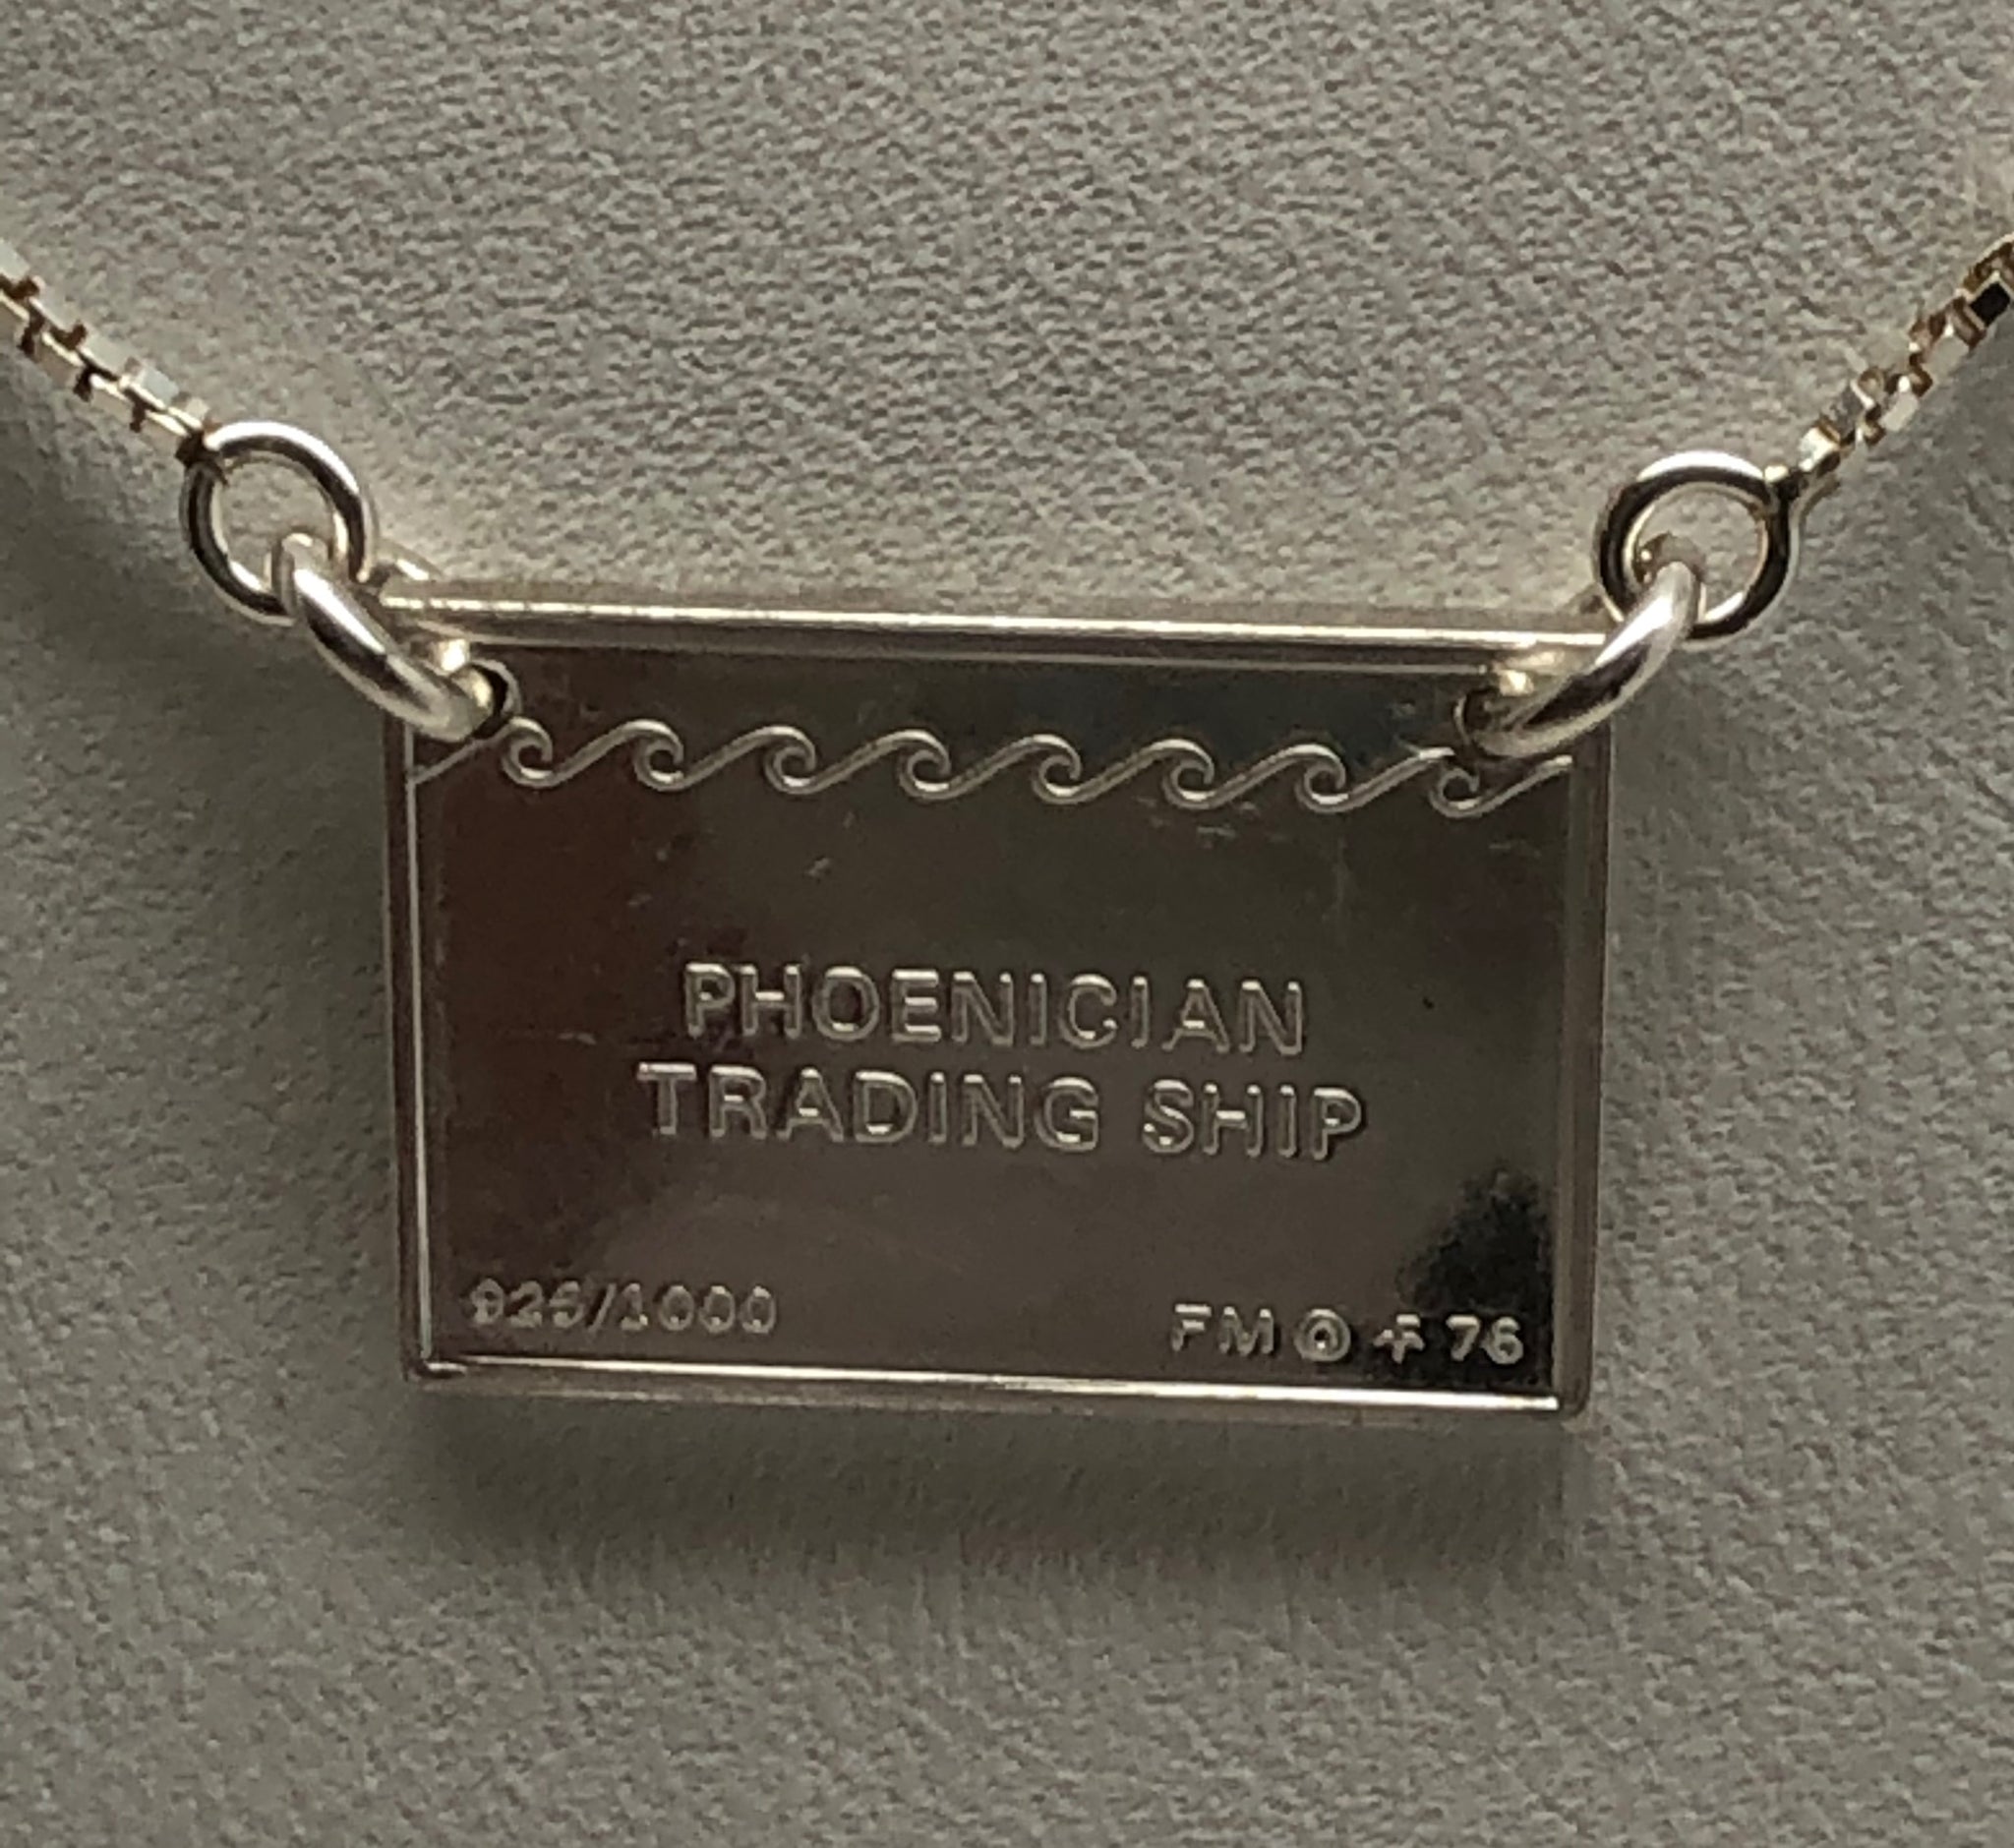 PHOENICIAN
TRADING SHIP
925/1000
FM 76